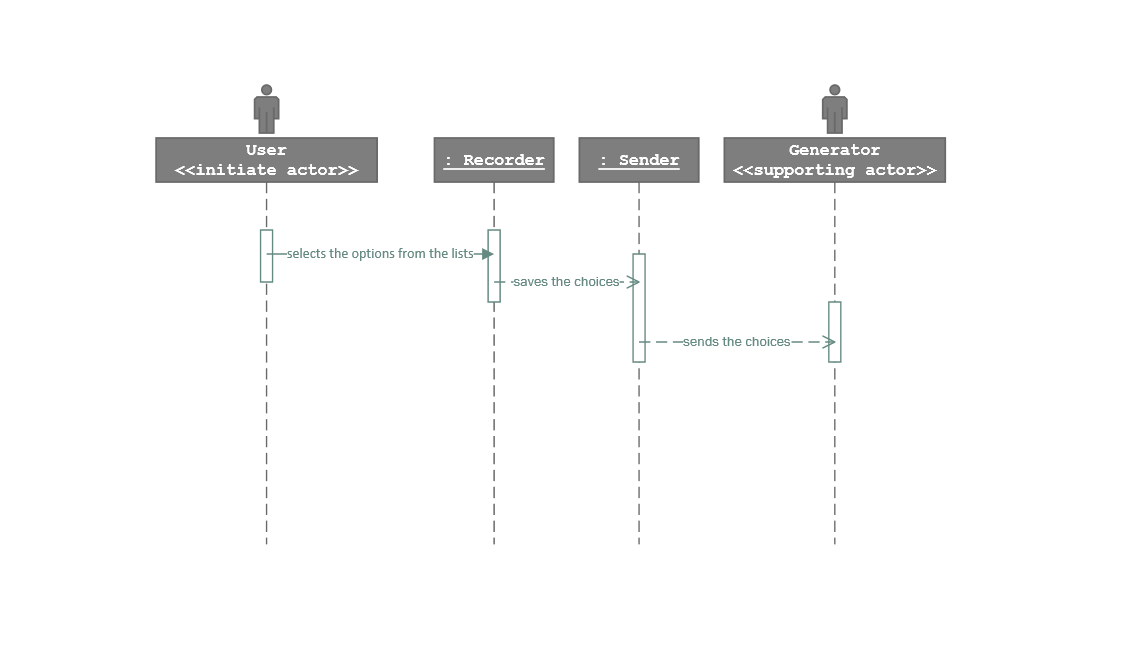 User
<<initiate actor>>
: Recorder
: Sender
Generator
<<supporting actor>>
selects the options from the lists
saves the choices
sends the choices